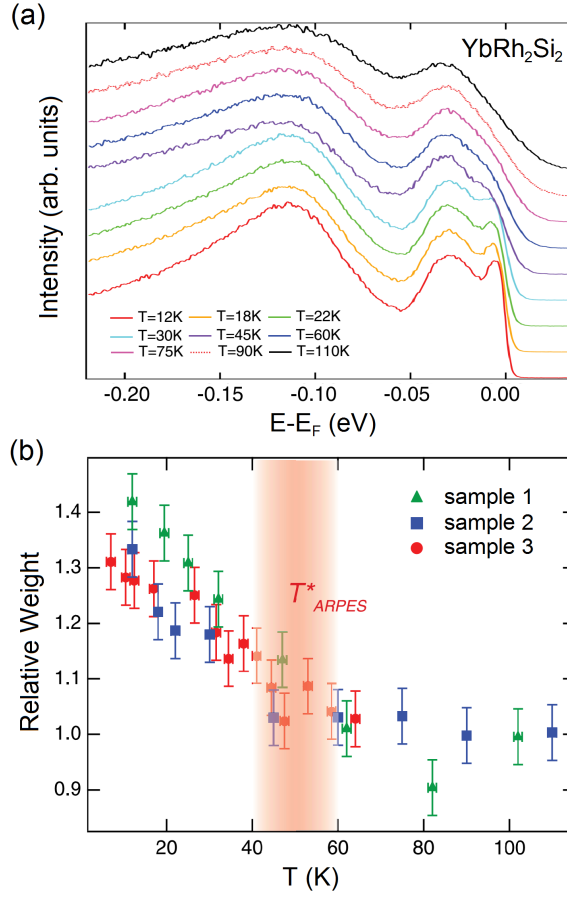 (a)
YbRh₂Si₂
Intensity (arb. units)
T=12K T=18K T=22K
T=30K T=45K T=60K
T=75K T=90K T=110K
-0.20 -0.15 -0.10 -0.05 0.00
E-E_F (eV)
(b)
sample 1
sample 2
sample 3
T*_ARPES
Relative Weight
1.4
1.3
1.2
1.1
1.0
0.9
20 40 60 80 100
T (K)